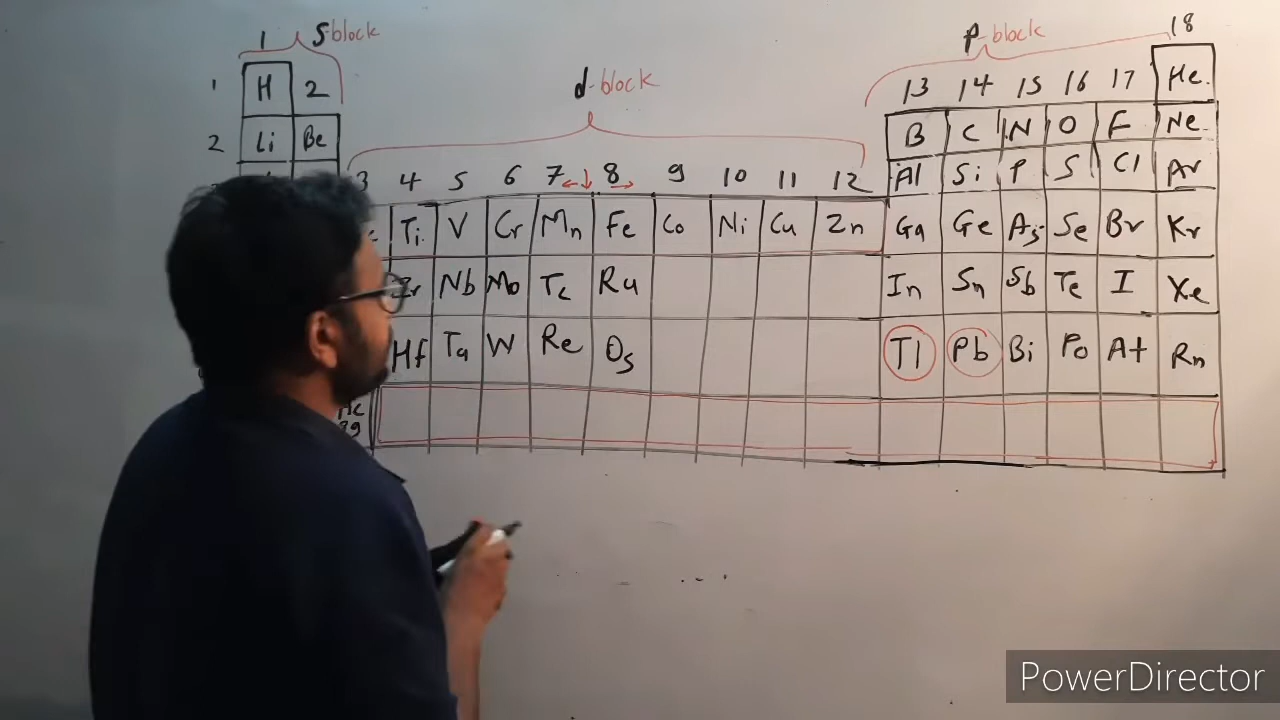 1 s-block p-block 18
1 H 2 d-block 13 14 15 16 17 He
2 Li Be B C N O F Ne
3 4 5 6 7 8 9 10 11 12 Al Si P S Cl Ar
Ti V Cr Mn Fe Co Ni Cu Zn Ga Ge As Se Br Kr
Nb Mo Tc Ru In Sn Sb Te I Xe
Hf Ta W Re Os Tl Pb Bi Po At Rn
Ac
89
PowerDirector